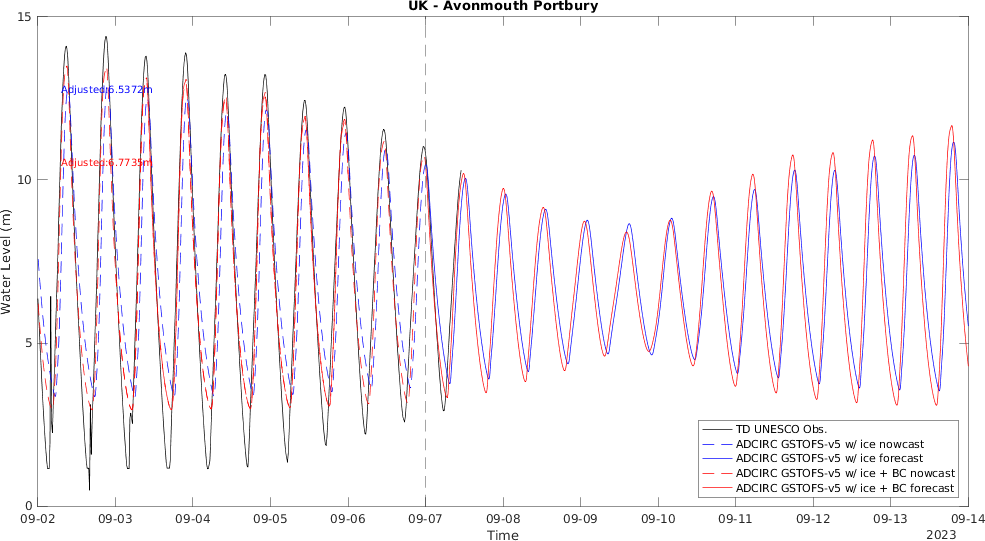 UK - Avonmouth Portbury
15
10
5
0
Water Level (m)
Adjusted:6.5372m
Adjusted:6.7735m
TD UNESCO Obs.
ADCIRC GSTOFS-v5 w/ ice nowcast
ADCIRC GSTOFS-v5 w/ ice forecast
ADCIRC GSTOFS-v5 w/ ice + BC nowcast
ADCIRC GSTOFS-v5 w/ ice + BC forecast
09-02 09-03 09-04 09-05 09-06 09-07 09-08 09-09 09-10 09-11 09-12 09-13 09-14
Time
2023